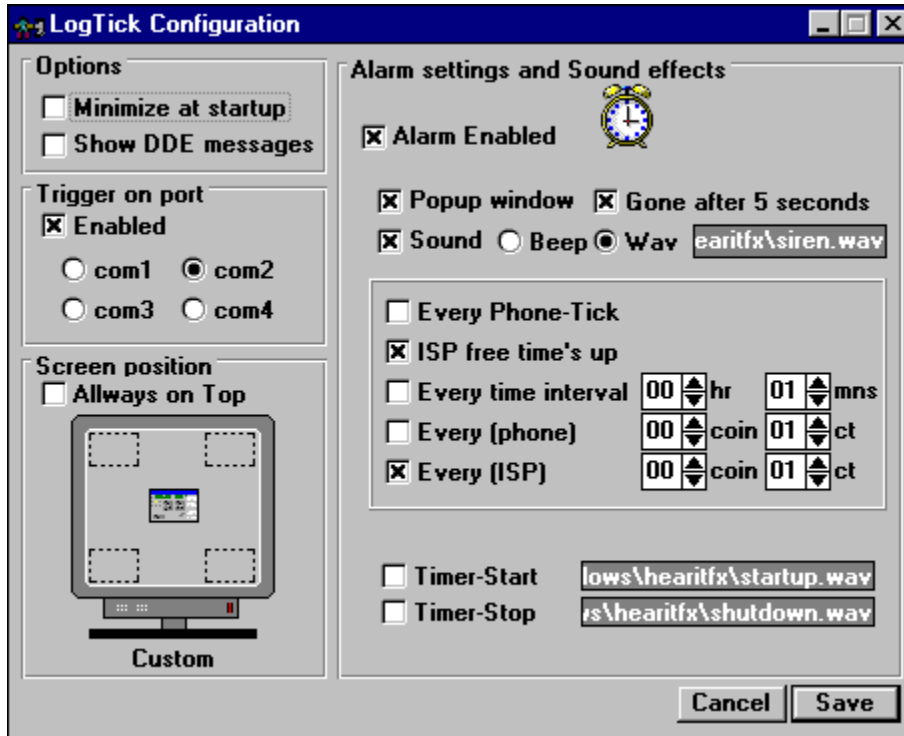 LogTick Configuration
Options
Minimize at startup
Show DDE messages
Trigger on port
Enabled
com1 com2
com3 com4
Screen position
Allways on Top
Custom
Alarm settings and Sound effects
Alarm Enabled
Popup window Gone after 5 seconds
Sound Beep Wav earitfx\siren.wav
Every Phone-Tick
ISP free time's up
Every time interval 00 hr 01 mns
Every (phone) 00 coin 01 ct
Every (ISP) 00 coin 01 ct
Timer-Start lows\hearitfx\startup.wav
Timer-Stop s\hearitfx\shutdown.wav
Cancel Save